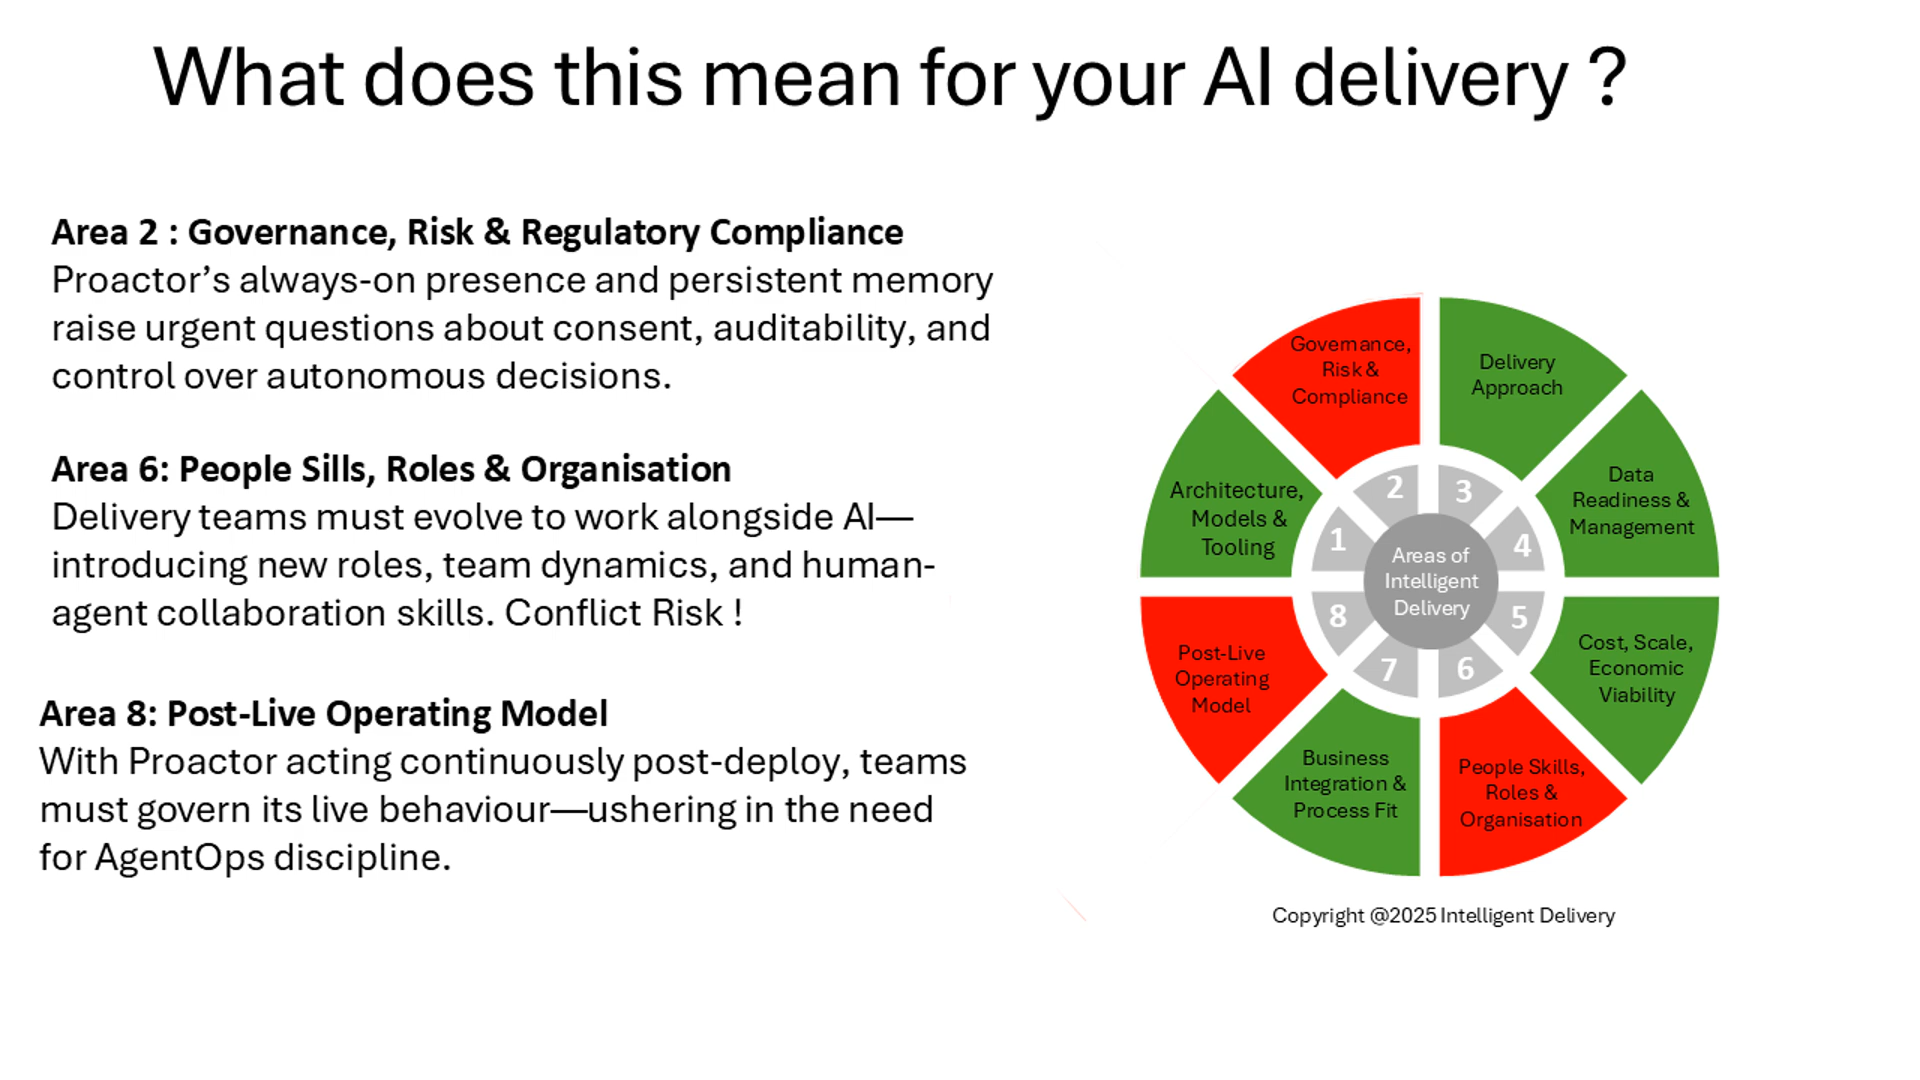 What does this mean for your AI delivery ?
Area 2 : Governance, Risk & Regulatory Compliance
Proactor’s always-on presence and persistent memory
raise urgent questions about consent, auditability, and
control over autonomous decisions.
Area 6: People Sills, Roles & Organisation
Delivery teams must evolve to work alongside AI—
introducing new roles, team dynamics, and human-
agent collaboration skills. Conflict Risk !
Area 8: Post-Live Operating Model
With Proactor acting continuously post-deploy, teams
must govern its live behaviour—ushering in the need
for AgentOps discipline.
Governance,
Risk &
Compliance
Delivery
Approach
Data
Readiness &
Management
Cost, Scale,
Economic
Viability
People Skills,
Roles &
Organisation
Business
Integration &
Process Fit
Post-Live
Operating
Model
Architecture,
Models &
Tooling
1
2
3
4
5
6
7
8
Areas of
Intelligent
Delivery
Copyright @2025 Intelligent Delivery